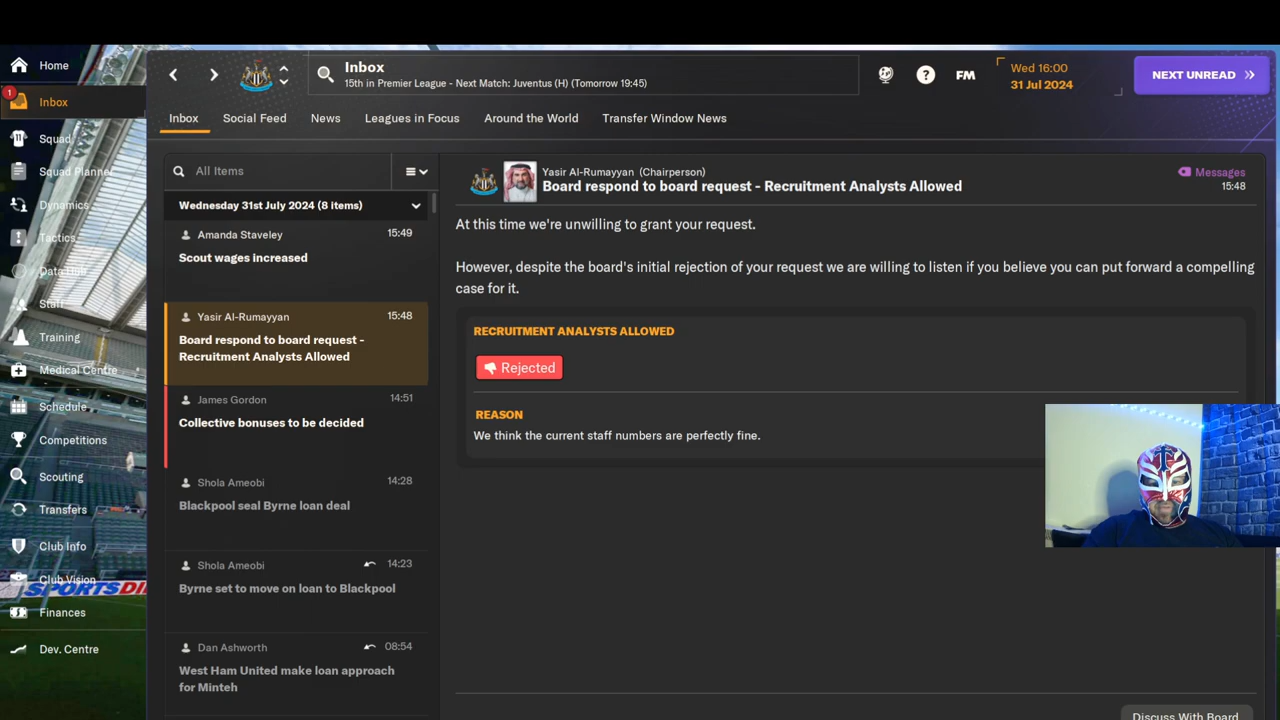 Home
Inbox
15th in Premier League - Next Match: Juventus (H) (Tomorrow 19:45)
FM
Wed 16:00
31 Jul 2024
NEXT UNREAD
1
Inbox
Squad
Squad Planner
Dynamics
Tactics
Data Hub
Staff
Training
Medical Centre
Schedule
Competitions
Scouting
Transfers
Club Info
Club Vision
SPORTS DI
Finances
Dev. Centre
Inbox
Social Feed
News
Leagues in Focus
Around the World
Transfer Window News
All Items
Wednesday 31st July 2024 (8 items)
Amanda Staveley
15:49
Scout wages increased
Yasir Al-Rumayyan
15:48
Board respond to board request -
Recruitment Analysts Allowed
James Gordon
14:51
Collective bonuses to be decided
Shola Ameobi
14:28
Blackpool seal Byrne loan deal
Shola Ameobi
14:23
Byrne set to move on loan to Blackpool
Dan Ashworth
08:54
West Ham United make loan approach
for Minteh
Yasir Al-Rumayyan (Chairperson)
Board respond to board request - Recruitment Analysts Allowed
Messages
15:48
At this time we're unwilling to grant your request.
However, despite the board's initial rejection of your request we are willing to listen if you believe you can put forward a compelling
case for it.
RECRUITMENT ANALYSTS ALLOWED
Rejected
REASON
We think the current staff numbers are perfectly fine.
Discuss With Board